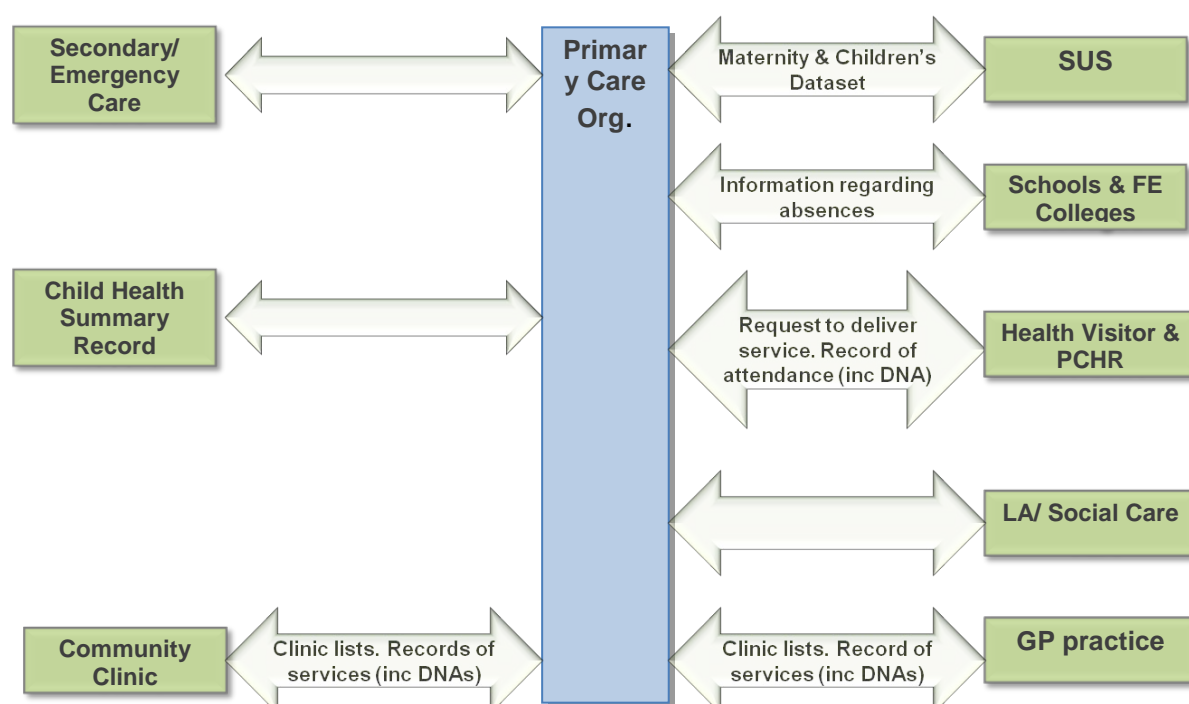 Secondary/
Emergency
Care
Child Health
Summary
Record
Community
Clinic
Clinic lists. Records of
services (inc DNAs)
Primar
y Care
Org.
Maternity & Children's
Dataset
SUS
Information regarding
absences
Schools & FE
Colleges
Request to deliver
service. Record of
attendance (inc DNA)
Health Visitor &
PCHR
LA/ Social Care
Clinic lists. Record of
services (inc DNAs)
GP practice